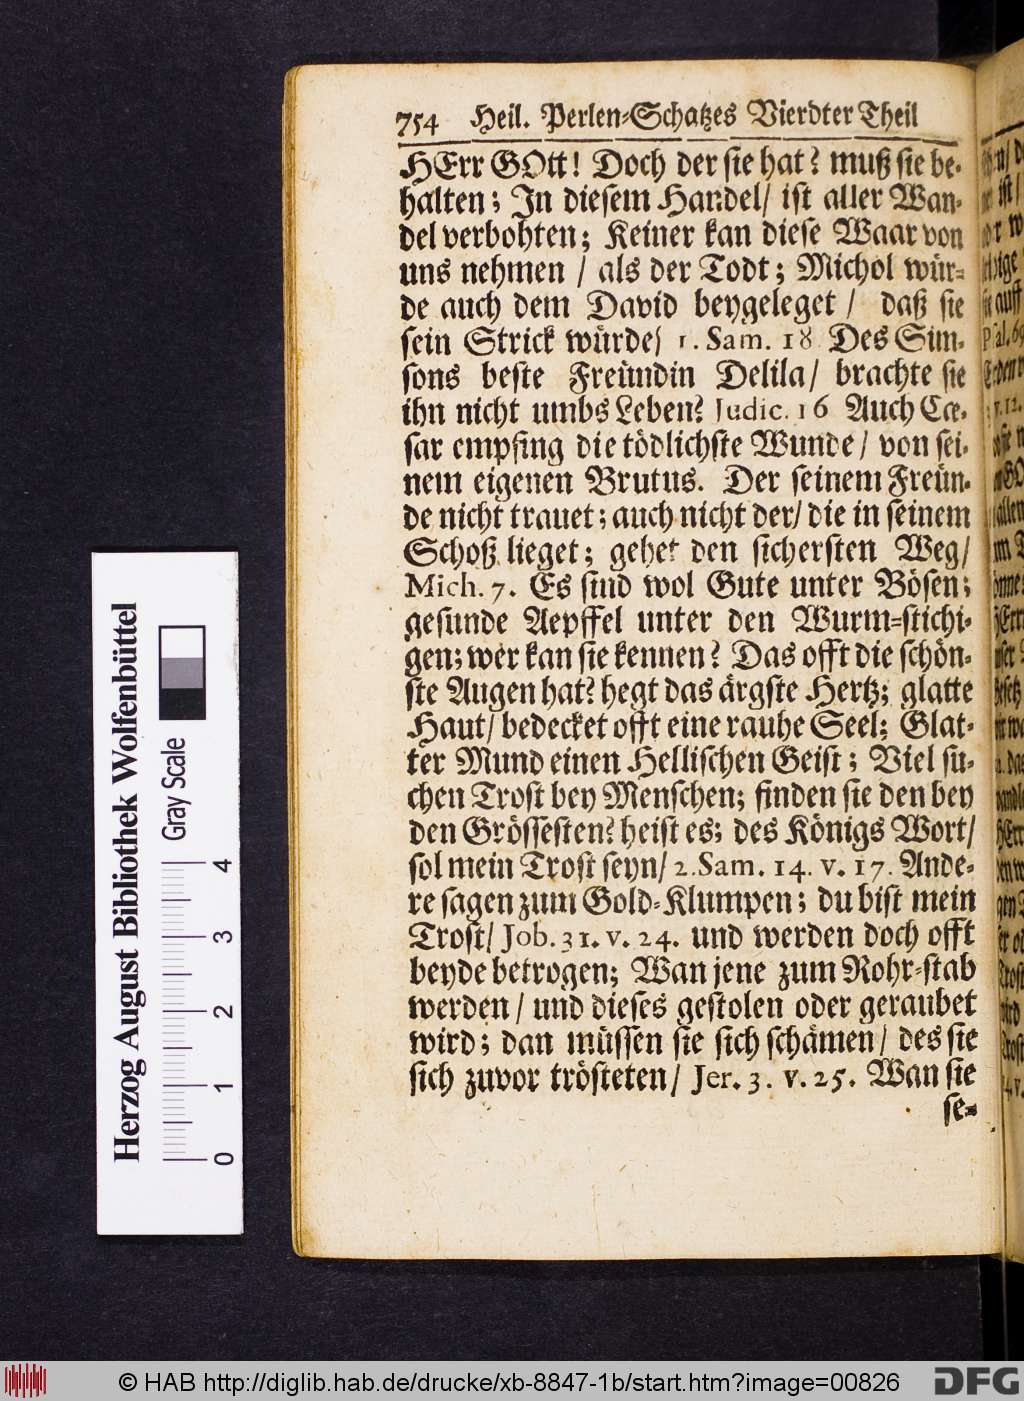 754 Heil. Perlen-Schatzes Vierdter Theil
HErr GOtt! Doch der sie hat? muß sie be-
halten; In diesem Handel/ ist aller Wan-
del verbohten; Keiner kan diese Waar von
uns nehmen / als der Todt; Michol wür-
de auch dem David beygeleget / daß sie
sein Strick würde/ 1. Sam. 18 Des Sim-
sons beste Freündin Delila/ brachte sie
ihn nicht umbs Leben? Judic. 16 Auch Cæ-
sar empfing die tödlichste Wunde/ von sei-
nem eigenen Brutus. Der seinem Freün-
de nicht trauet; auch nicht der/ die in seinem
Schoß lieget; gehet den sichersten Weg/
Mich. 7. Es sind wol Gute unter Bösen;
gesunde Aepffel unter den Wurm-stichi-
gen; wer kan sie kennen? Das offt die schön-
ste Augen hat? hegt das ärgste Hertz; glatte
Haut/ bedecket offt eine rauhe Seel; Glat-
ter Mund einen Hellischen Geist; Viel su-
chen Trost bey Menschen; finden sie den bey
den Grössesten? heist es; des Königs Wort/
sol mein Trost seyn/ 2. Sam. 14. v. 17. Ande-
re sagen zum Gold-Klumpen; du bist mein
Trost/ Job. 31. v. 24. und werden doch offt
beyde betrogen; Wan jene zum Rohr-stab
werden / und dieses gestolen oder geraubet
wird; dan müssen sie sich schämen/ des sie
sich zuvor trösteten/ Jer. 3. v. 25. Wan sie
se-
Herzog August Bibliothek Wolfenbüttel
Gray Scale
0 1 2 3 4
© HAB http://diglib.hab.de/drucke/xb-8847-1b/start.htm?image=00826
DFG